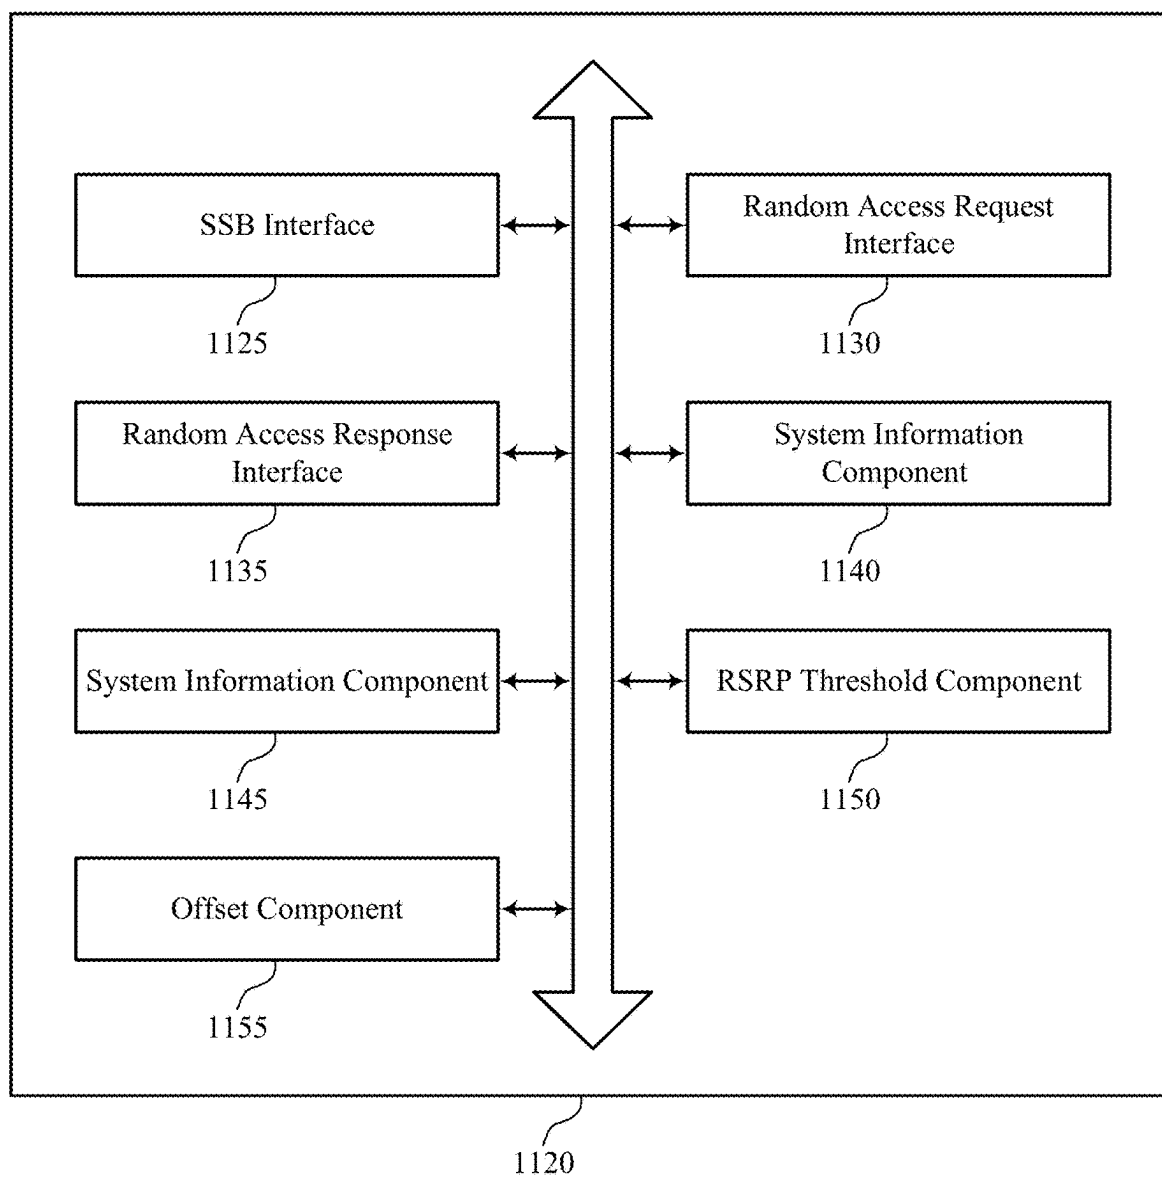 SSB Interface
1125
Random Access Request
Interface
1130
Random Access Response
Interface
1135
System Information
Component
1140
System Information Component
1145
RSRP Threshold Component
1150
Offset Component
1155
1120